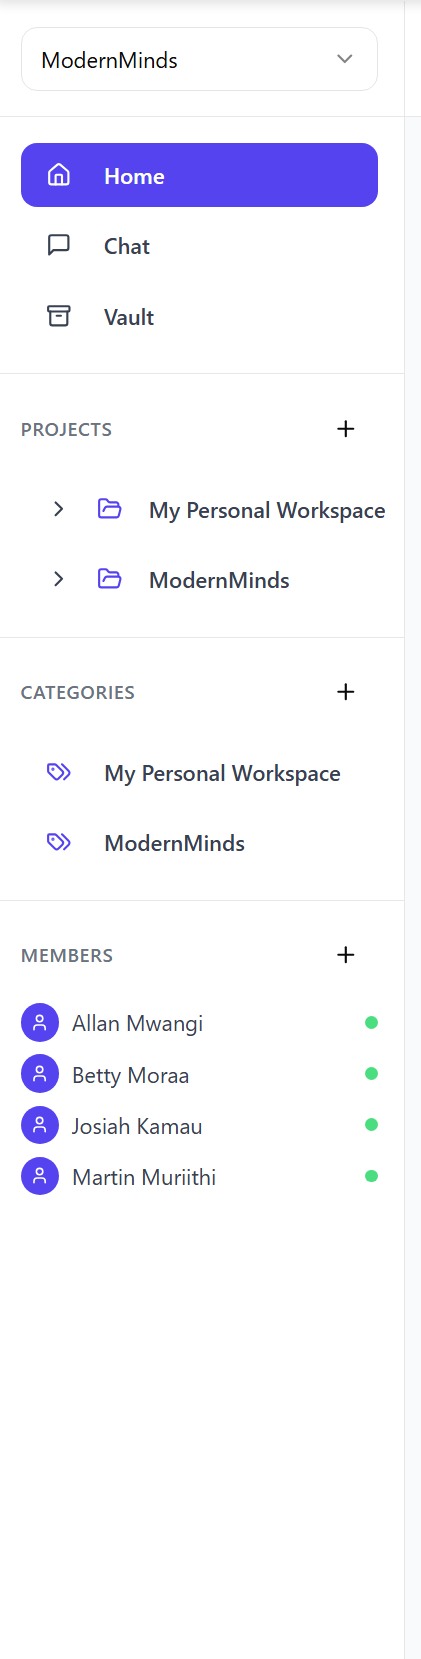 ModernMinds
Home
Chat
Vault
PROJECTS
My Personal Workspace
ModernMinds
CATEGORIES
My Personal Workspace
ModernMinds
MEMBERS
Allan Mwangi
Betty Moraa
Josiah Kamau
Martin Muriithi